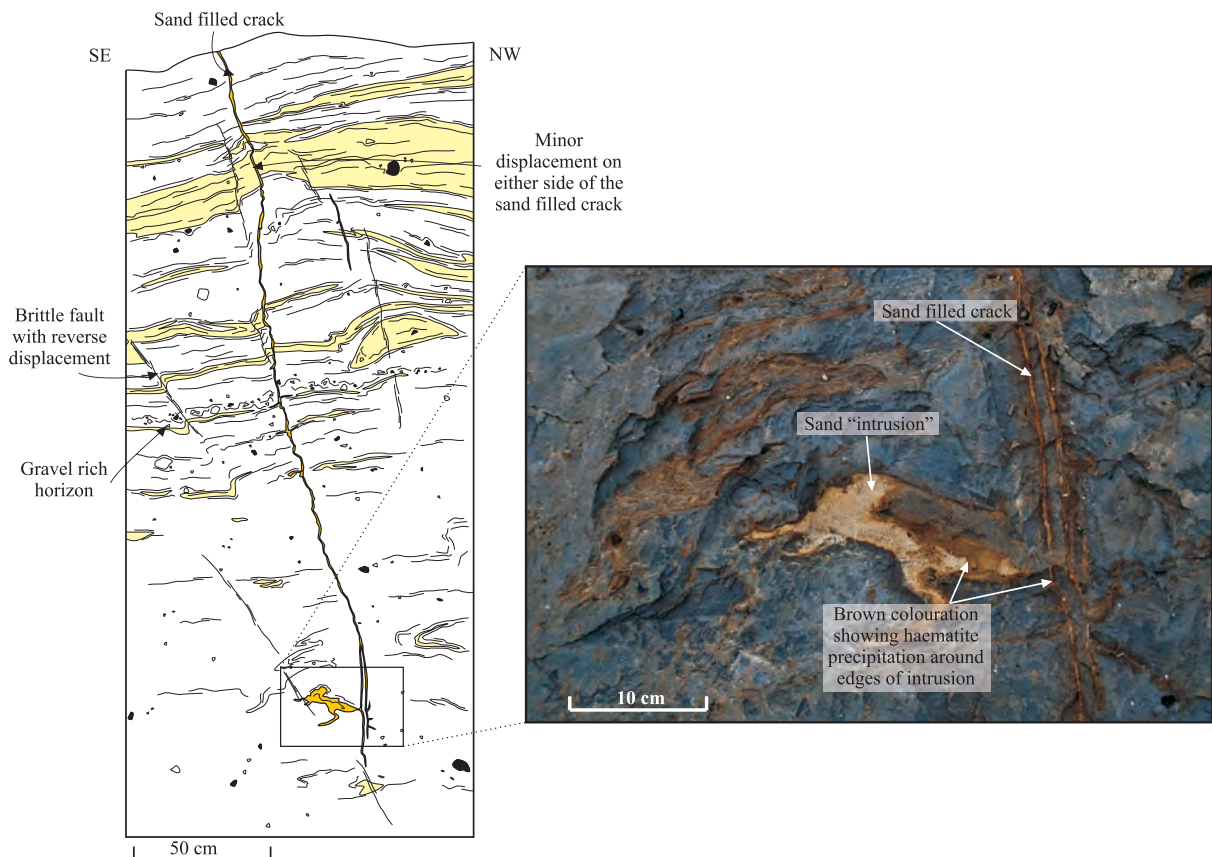 Sand filled crack
SE
NW
Minor
displacement on
either side of the
sand filled crack
Brittle fault
with reverse
displacement
Gravel rich
horizon
50 cm
Sand filled crack
Sand “intrusion”
Brown colouration
showing haematite
precipitation around
edges of intrusion
10 cm